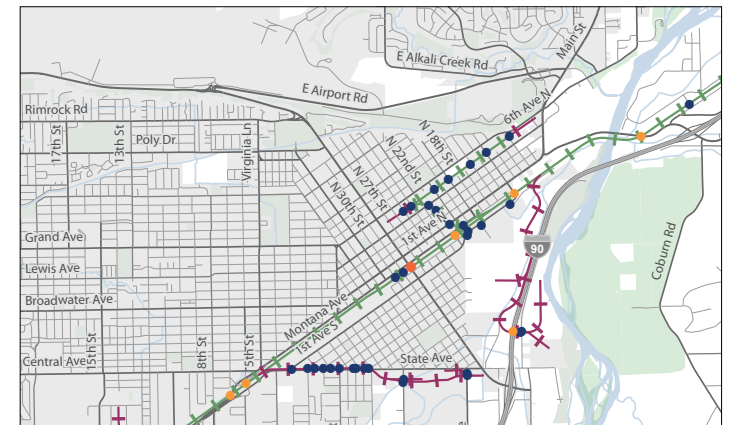 Main St
E Alkali Creek Rd
E Airport Rd
6th Ave N
Rimrock Rd
17th St
13th St
Poly Dr
Virginia Ln
N 18th St
N 22nd St
N 27th St
N 30th St
1st Ave N
Grand Ave
Lewis Ave
Broadwater Ave
90
Coburn Rd
Montana Ave
1st Ave S
15th St
8th St
5th St
Central Ave
State Ave